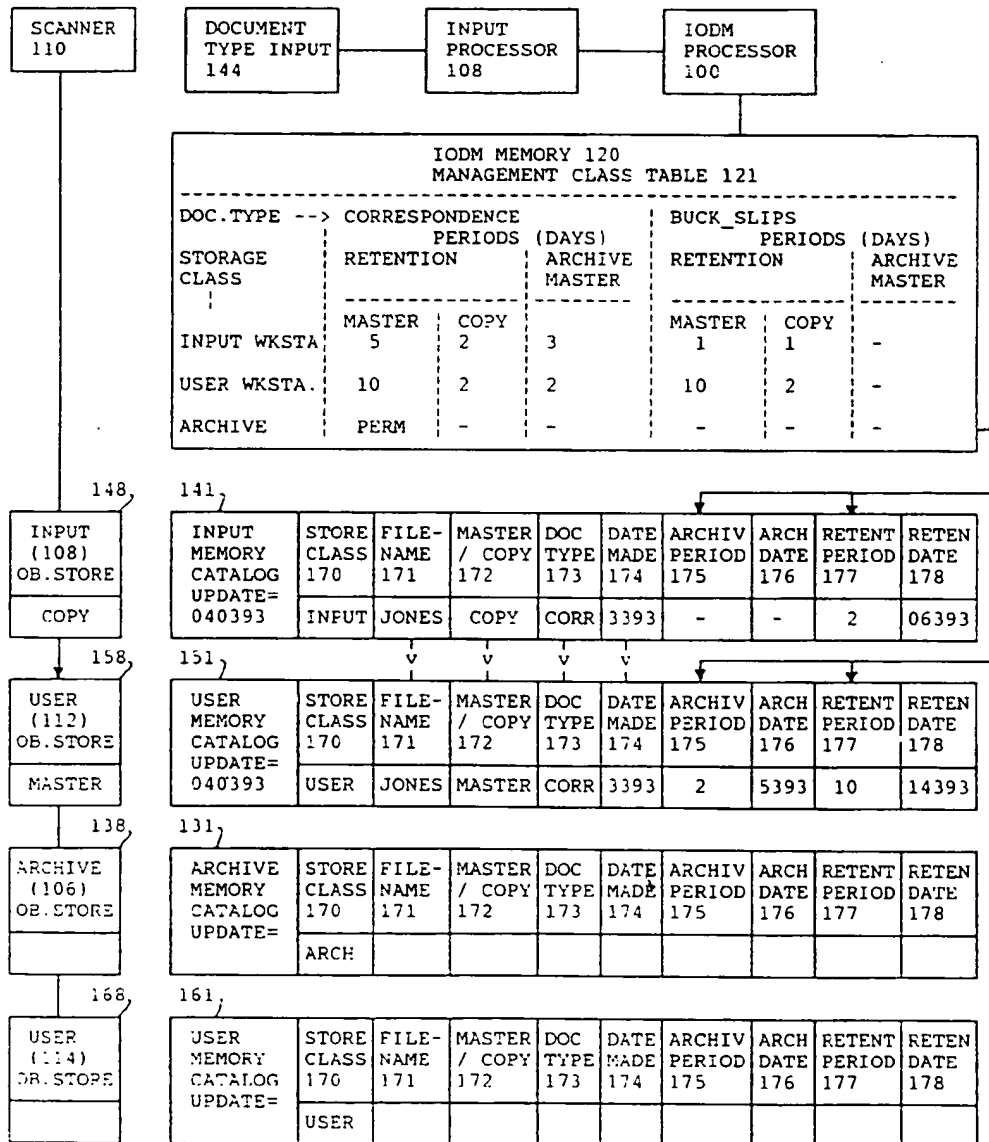 SCANNER
110
DOCUMENT
TYPE INPUT
144
INPUT
PROCESSOR
108
IODM
PROCESSOR
100
IODM MEMORY 120
MANAGEMENT CLASS TABLE 121
DOC.TYPE --> CORRESPONDENCE BUCK_SLIPS
PERIODS (DAYS) PERIODS (DAYS)
STORAGE RETENTION ARCHIVE RETENTION ARCHIVE
CLASS MASTER MASTER
MASTER COPY MASTER COPY
INPUT WKSTA 5 2 3 1 1 -
USER WKSTA. 10 2 2 10 2 -
ARCHIVE PERM - - - - -
148
INPUT
(108)
OB.STORE
COPY
141
INPUT STORE FILE- MASTER DOC DATE ARCHIV ARCH RETENT RETEN
MEMORY CLASS NAME / COPY TYPE MADE PERIOD DATE PERIOD DATE
CATALOG 170 171 172 173 174 175 176 177 178
UPDATE=
040393 INPUT JONES COPY CORR 3393 - - 2 06393
v v v v
158
USER
(112)
OB.STORE
MASTER
151
USER STORE FILE- MASTER DOC DATE ARCHIV ARCH RETENT RETEN
MEMORY CLASS NAME / COPY TYPE MADE PERIOD DATE PERIOD DATE
CATALOG 170 171 172 173 174 175 176 177 178
UPDATE=
040393 USER JONES MASTER CORR 3393 2 5393 10 14393
138
ARCHIVE
(106)
OB.STORE
131
ARCHIVE STORE FILE- MASTER DOC DATE ARCHIV ARCH RETENT RETEN
MEMORY CLASS NAME / COPY TYPE MADE PERIOD DATE PERIOD DATE
CATALOG 170 171 172 173 174 175 176 177 178
UPDATE=
ARCH
168
USER
(114)
OB.STORE
161
USER STORE FILE- MASTER DOC DATE ARCHIV ARCH RETENT RETEN
MEMORY CLASS NAME / COPY TYPE MADE PERIOD DATE PERIOD DATE
CATALOG 170 171 172 173 174 175 176 177 178
UPDATE=
USER